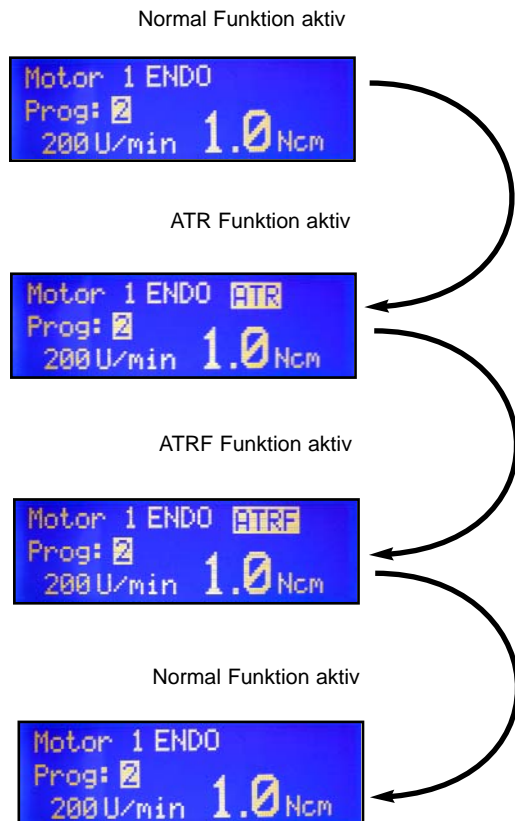 Normal Funktion aktiv
Motor 1 ENDO
Prog: 2
200 U/min 1.0 Ncm
ATR Funktion aktiv
Motor 1 ENDO ATR
Prog: 2
200 U/min 1.0 Ncm
ATRF Funktion aktiv
Motor 1 ENDO ATRF
Prog: 2
200 U/min 1.0 Ncm
Normal Funktion aktiv
Motor 1 ENDO
Prog: 2
200 U/min 1.0 Ncm